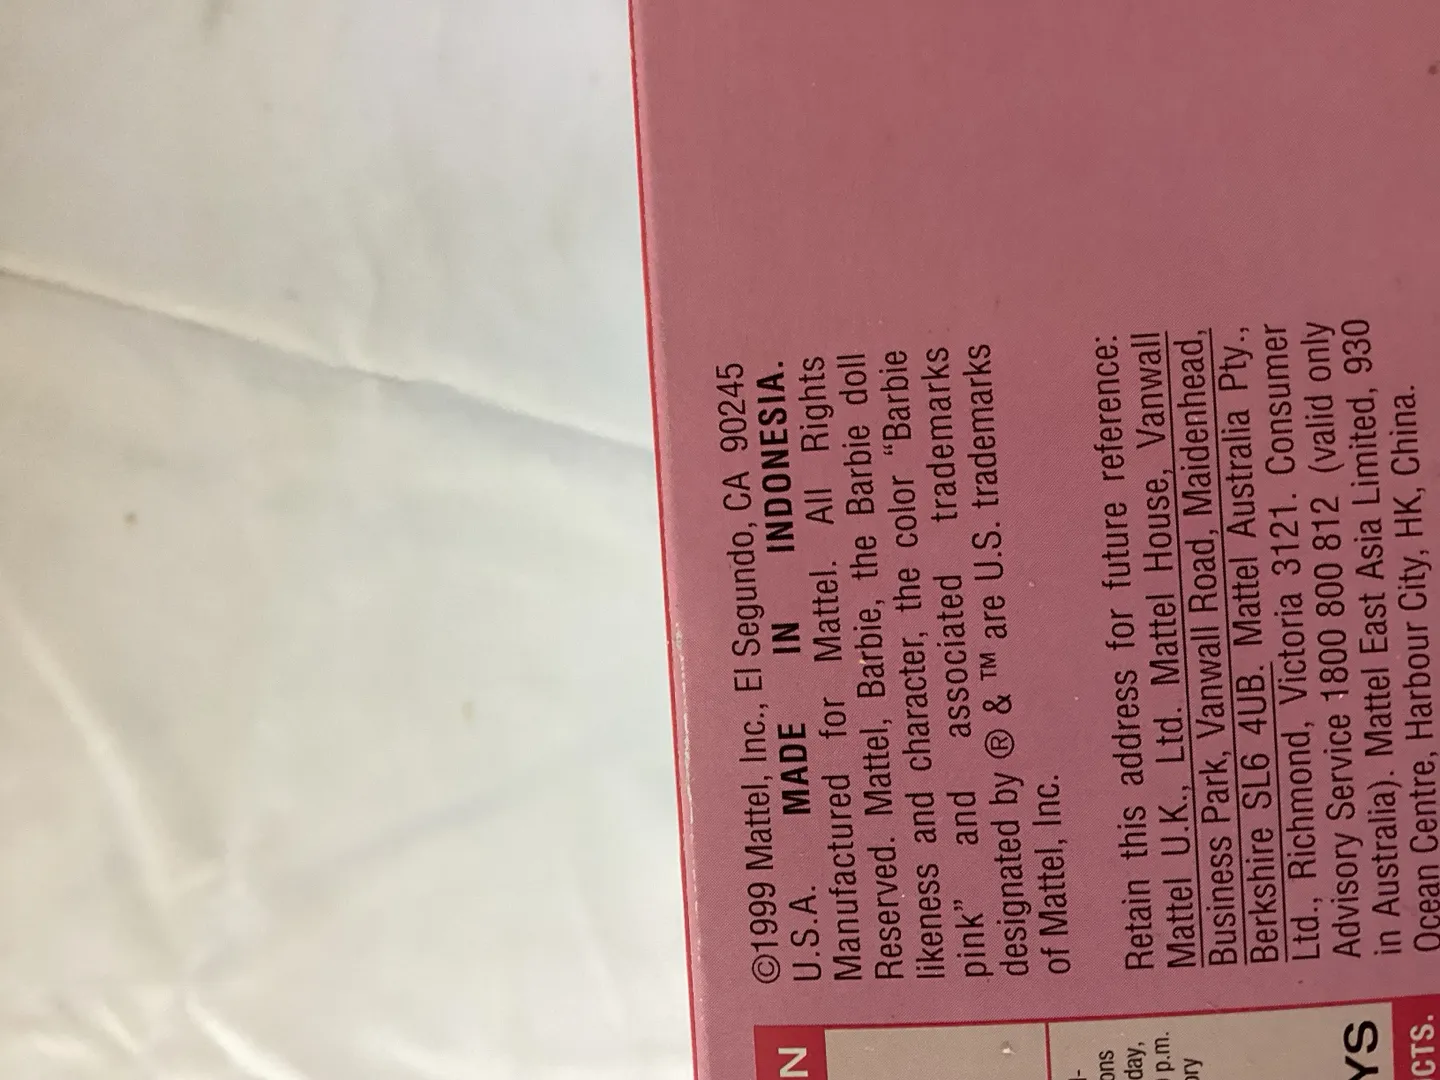 ©1999 Mattel, Inc., El Segundo, CA 90245
U.S.A. MADE IN INDONESIA.
Manufactured for Mattel. All Rights
Reserved. Mattel, Barbie, the Barbie doll
likeness and character, the color “Barbie
pink” and associated trademarks
designated by ® & ™ are U.S. trademarks
of Mattel, Inc.
Retain this address for future reference:
Mattel U.K., Ltd. Mattel House, Vanwall
Business Park, Vanwall Road, Maidenhead,
Berkshire SL6 4UB. Mattel Australia Pty.,
Ltd., Richmond, Victoria 3121. Consumer
Advisory Service 1800 800 812 (valid only
in Australia). Mattel East Asia Limited, 930
Ocean Centre, Harbour City, HK, China.
N
day,
p.m.
YS
CTS.